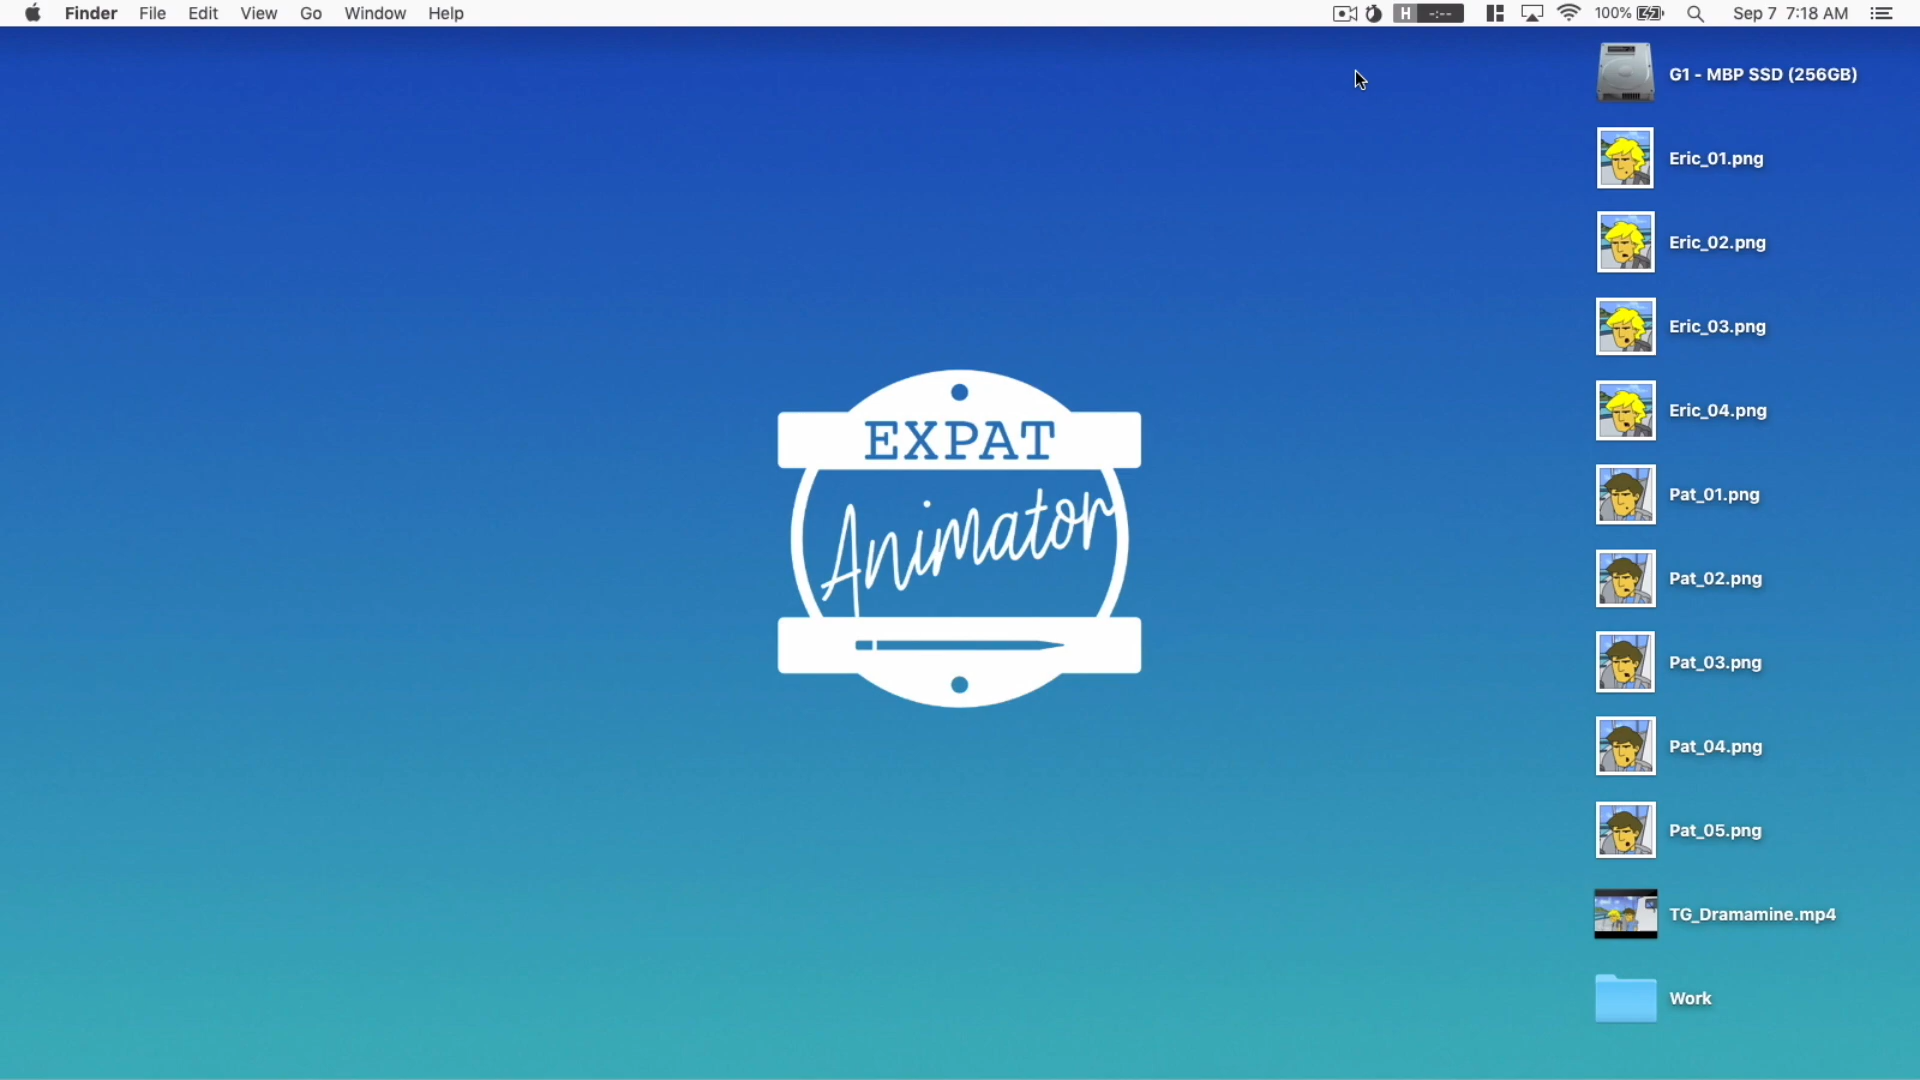 Finder File Edit View Go Window Help
H -:-- 100% Sep 7 7:18 AM
G1 - MBP SSD (256GB)
Eric_01.png
Eric_02.png
Eric_03.png
Eric_04.png
EXPAT
Animator
Pat_01.png
Pat_02.png
Pat_03.png
Pat_04.png
Pat_05.png
TG_Dramamine.mp4
Work